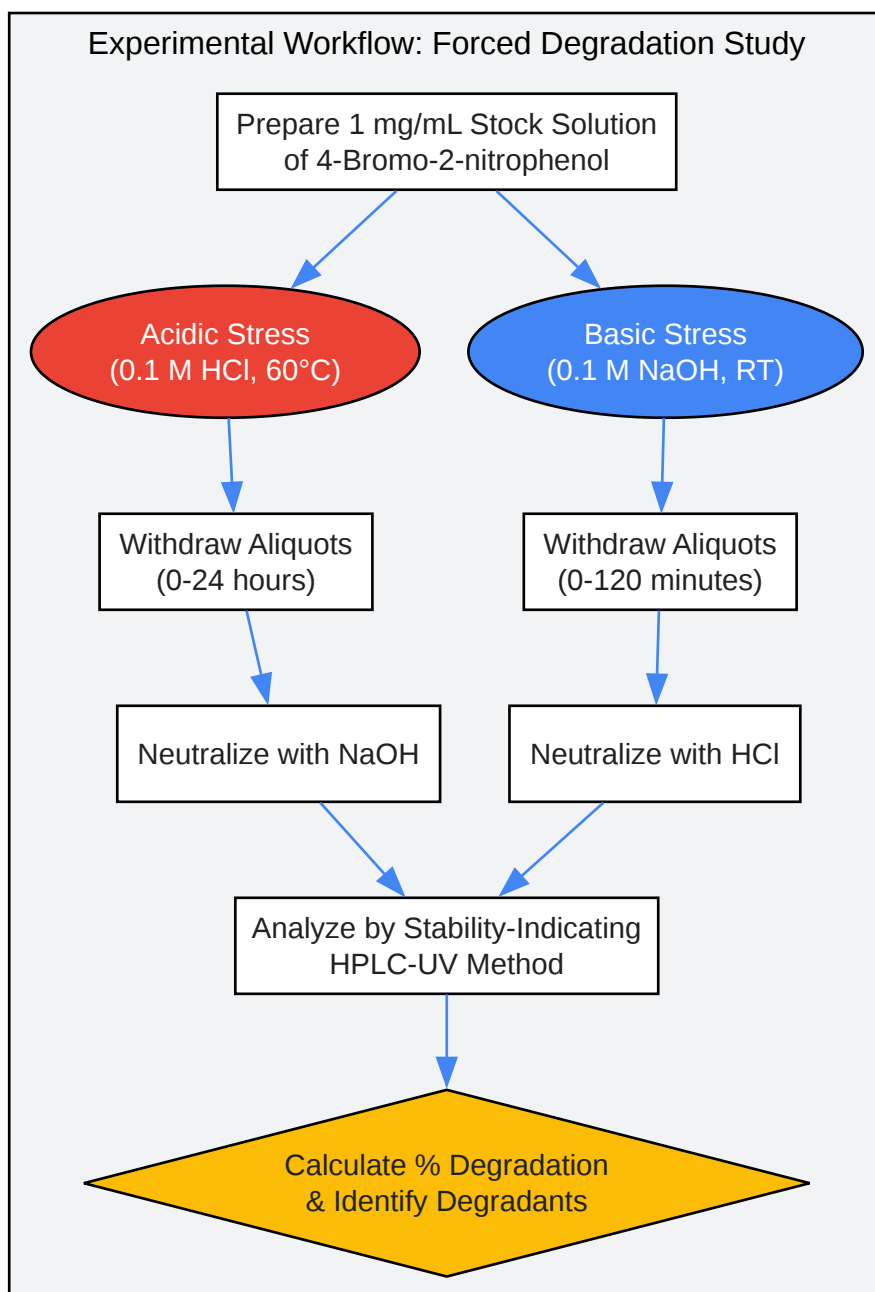 Experimental Workflow: Forced Degradation Study
Prepare 1 mg/mL Stock Solution
of 4-Bromo-2-nitrophenol
Acidic Stress
(0.1 M HCl, 60°C)
Basic Stress
(0.1 M NaOH, RT)
Withdraw Aliquots
(0-24 hours)
Withdraw Aliquots
(0-120 minutes)
Neutralize with NaOH
Neutralize with HCl
Analyze by Stability-Indicating
HPLC-UV Method
Calculate % Degradation
& Identify Degradants